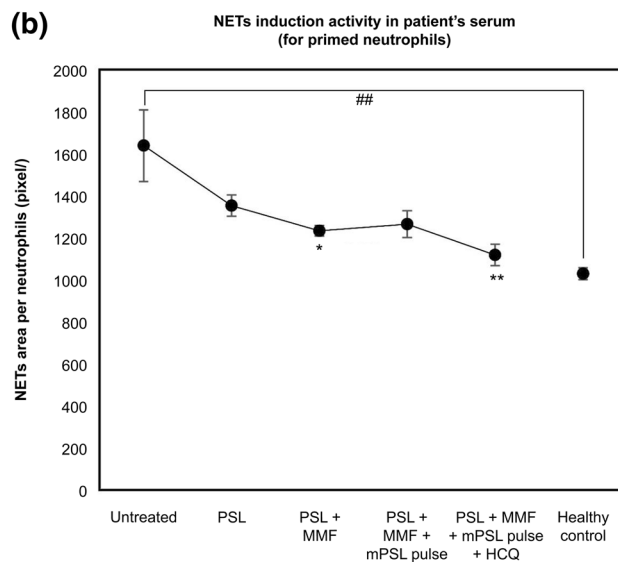 (b)
NETs induction activity in patient's serum
(for primed neutrophils)
NETs area per neutrophils (pixel/)
2000
1800
1600
1400
1200
1000
800
600
400
200
0
##
*
**
Untreated
PSL
PSL +
MMF
PSL +
MMF +
mPSL pulse
PSL + MMF
+ mPSL pulse
+ HCQ
Healthy
control